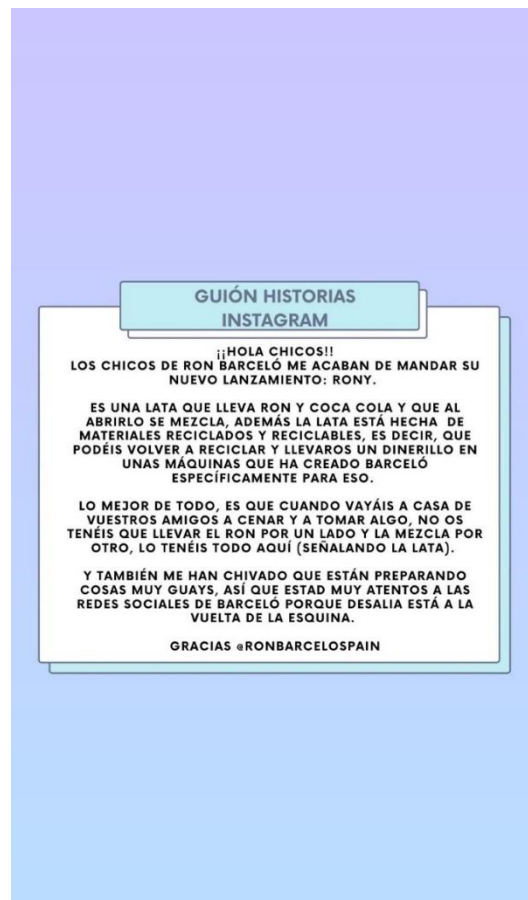 GUIÓN HISTORIAS
INSTAGRAM
¡¡HOLA CHICOS!!
LOS CHICOS DE RON BARCELÓ ME ACABAN DE MANDAR SU
NUEVO LANZAMIENTO: RONY.
ES UNA LATA QUE LLEVA RON Y COCA COLA Y QUE AL
ABRIRLO SE MEZCLA, ADEMÁS LA LATA ESTÁ HECHA DE
MATERIALES RECICLADOS Y RECICLABLES, ES DECIR, QUE
PODÉIS VOLVER A RECICLAR Y LLEVAROS UN DINERILLO EN
UNAS MÁQUINAS QUE HA CREADO BARCELÓ
ESPECÍFICAMENTE PARA ESO.
LO MEJOR DE TODO, ES QUE CUANDO VAYÁIS A CASA DE
VUESTROS AMIGOS A CENAR Y A TOMAR ALGO, NO OS
TENÉIS QUE LLEVAR EL RON POR UN LADO Y LA MEZCLA POR
OTRO, LO TENÉIS TODO AQUÍ (SEÑALANDO LA LATA).
Y TAMBIÉN ME HAN CHIVADO QUE ESTÁN PREPARANDO
COSAS MUY GUAYS, ASÍ QUE ESTAD MUY ATENTOS A LAS
REDES SOCIALES DE BARCELÓ PORQUE DESALIA ESTÁ A LA
VUELTA DE LA ESQUINA.
GRACIAS @RONBARCELOSPAIN